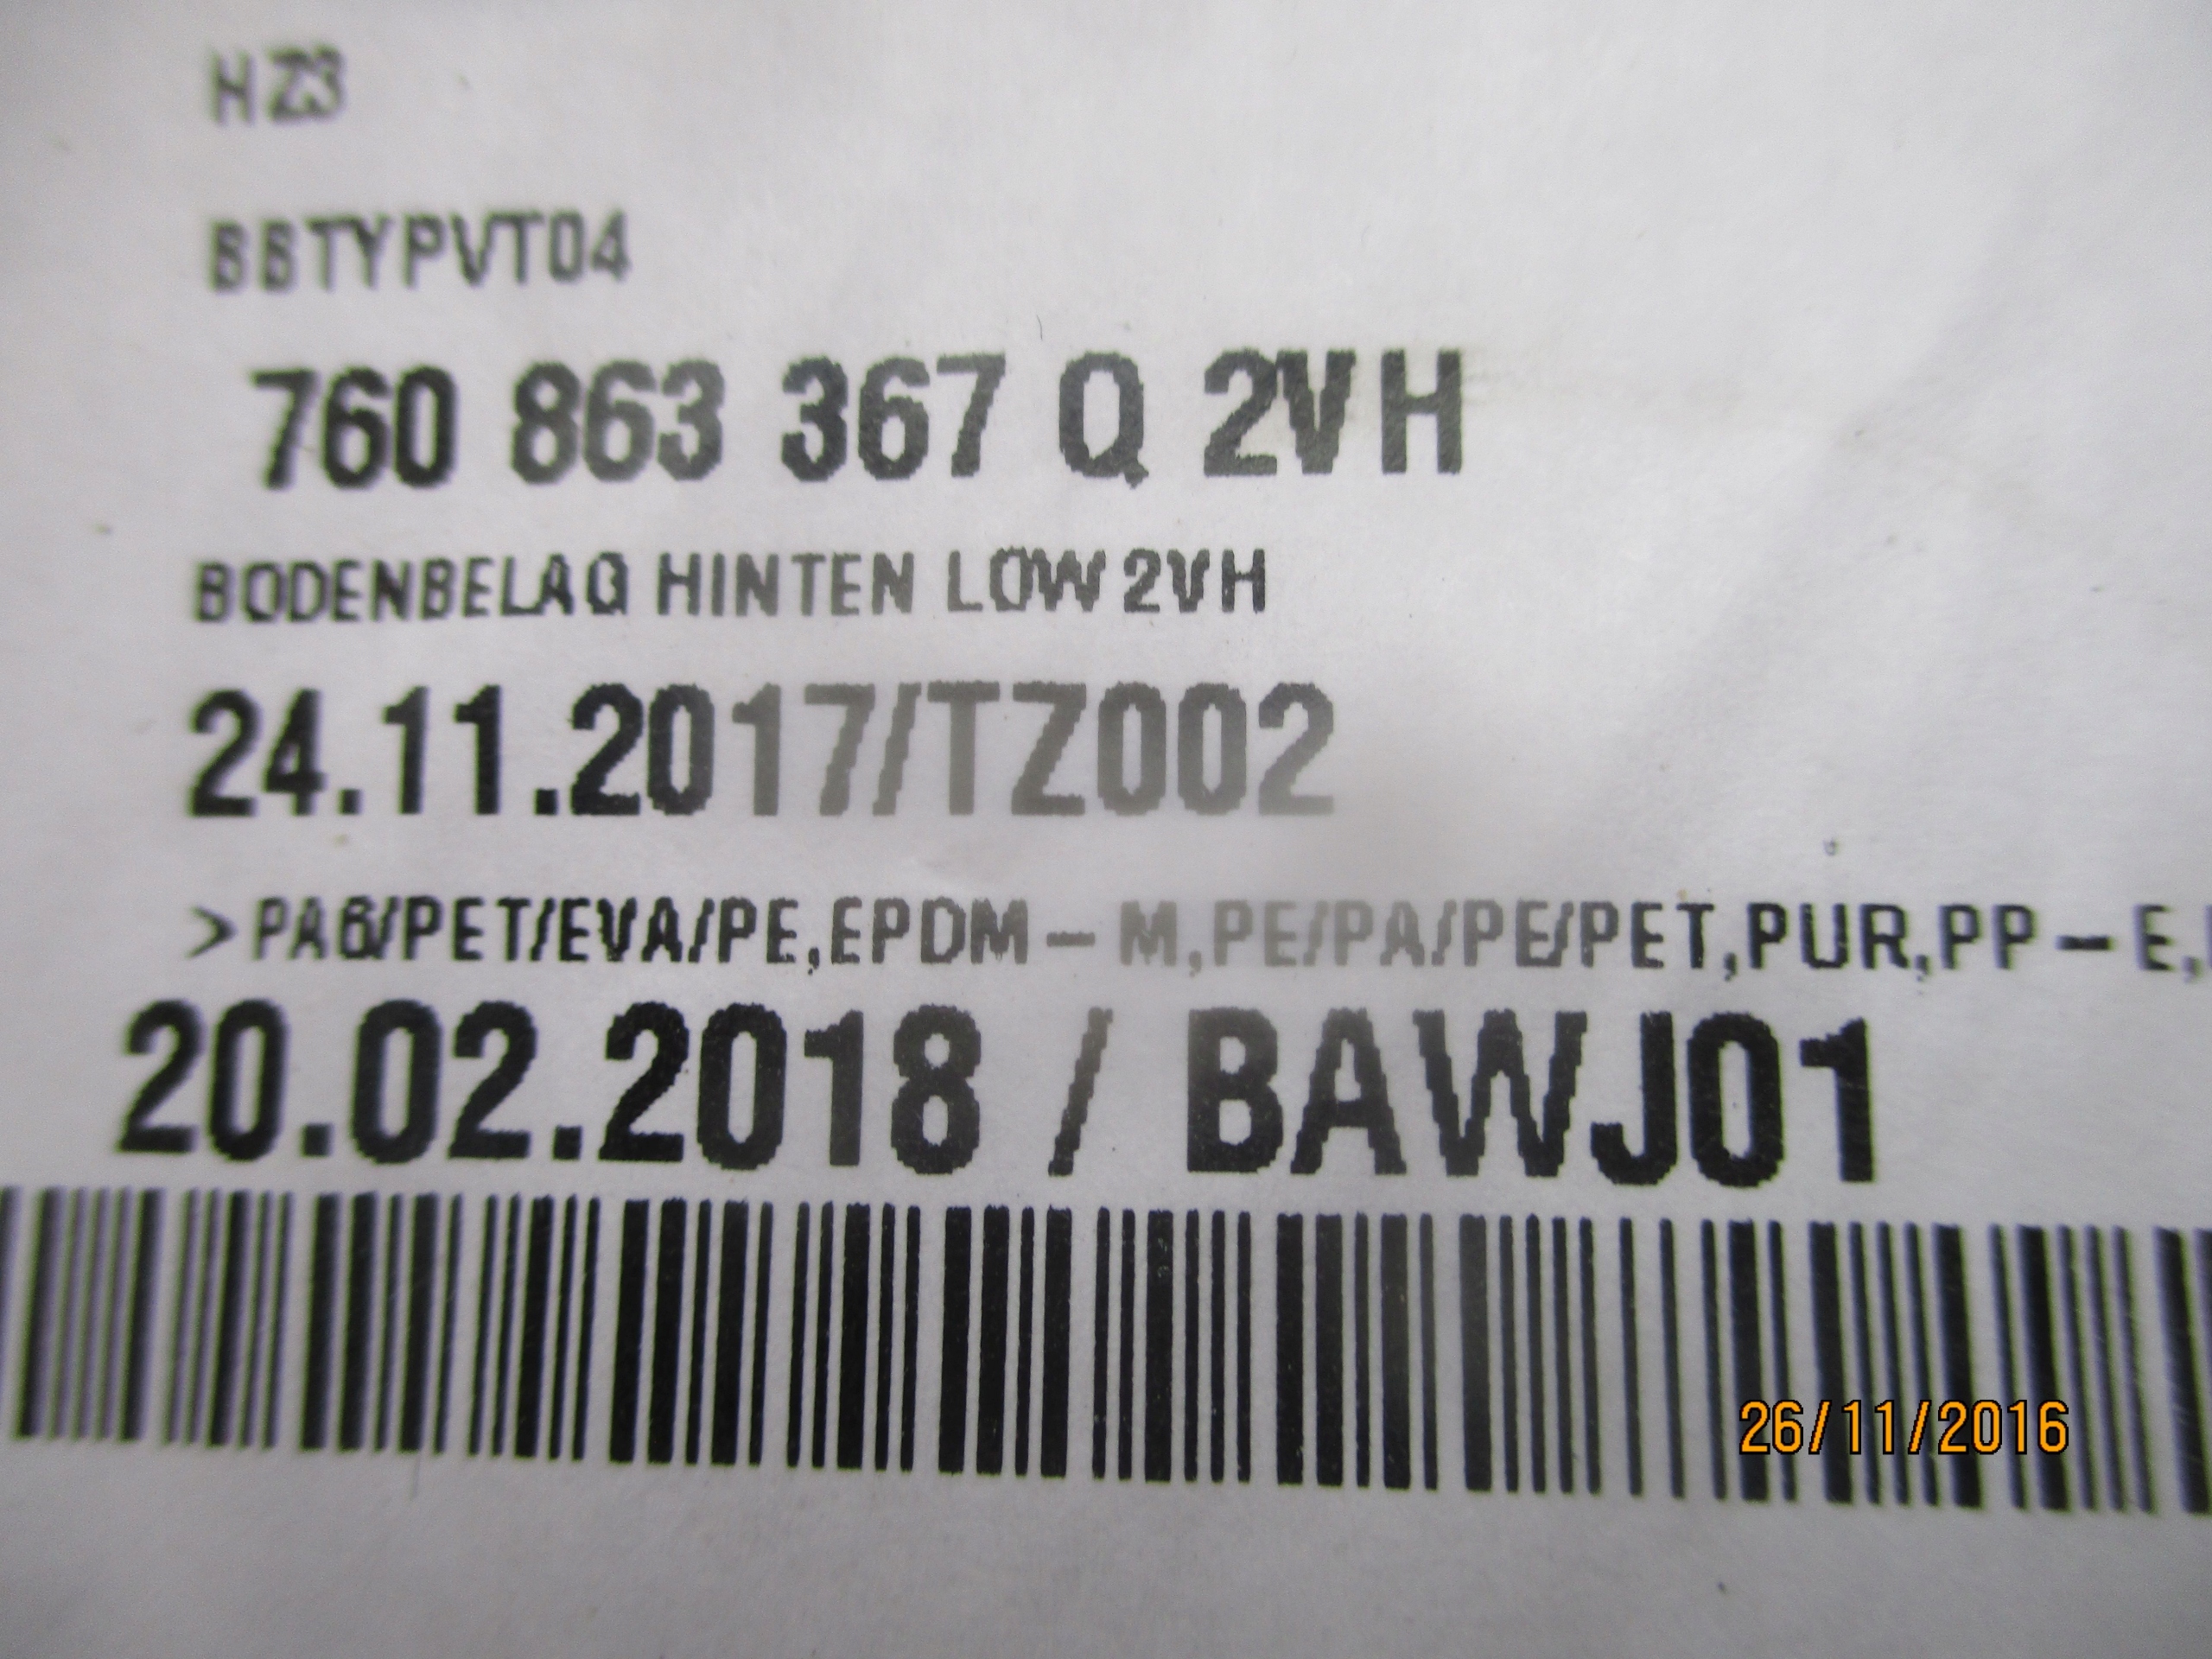 HZ3
BBTYPVT04
760 863 367 Q 2VH
BODENBELAG HINTEN LOW 2VH
24.11.2017/TZ002
>PA6/PET/EVA/PE,EPDM-M,PE/PA/PE/PET,PUR,PP-E,
20.02.2018 / BAWJ01
26/11/2016